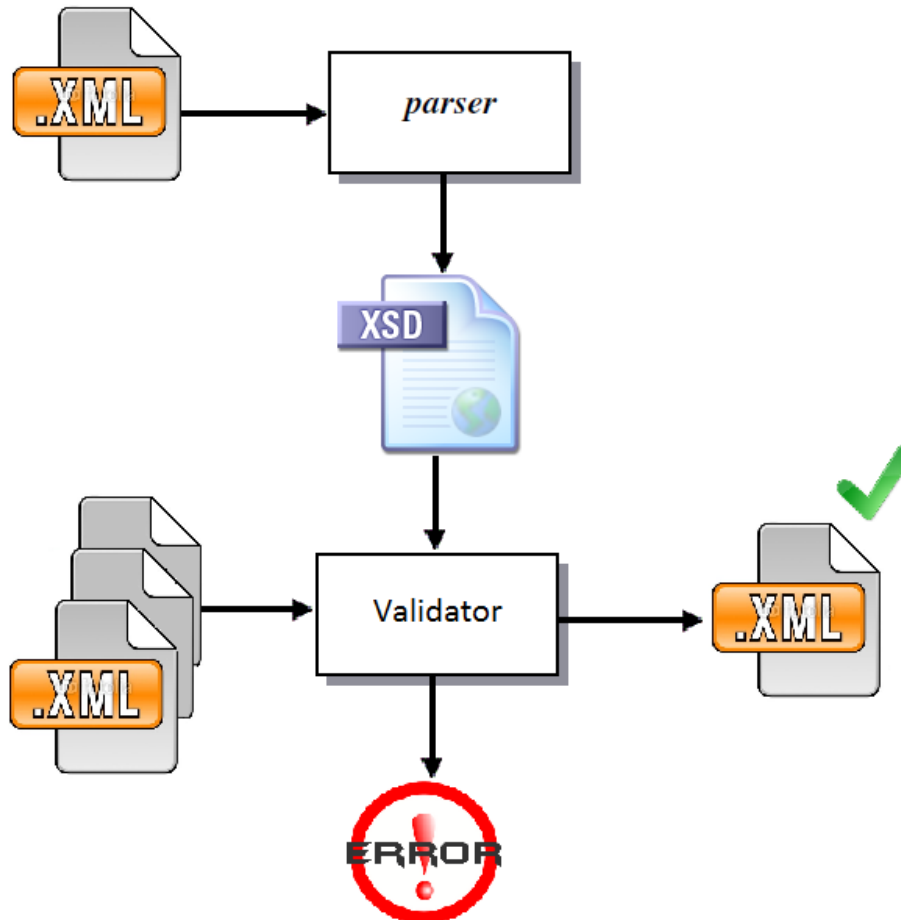 .XML
parser
XSD
Validator
.XML
.XML
ERROR